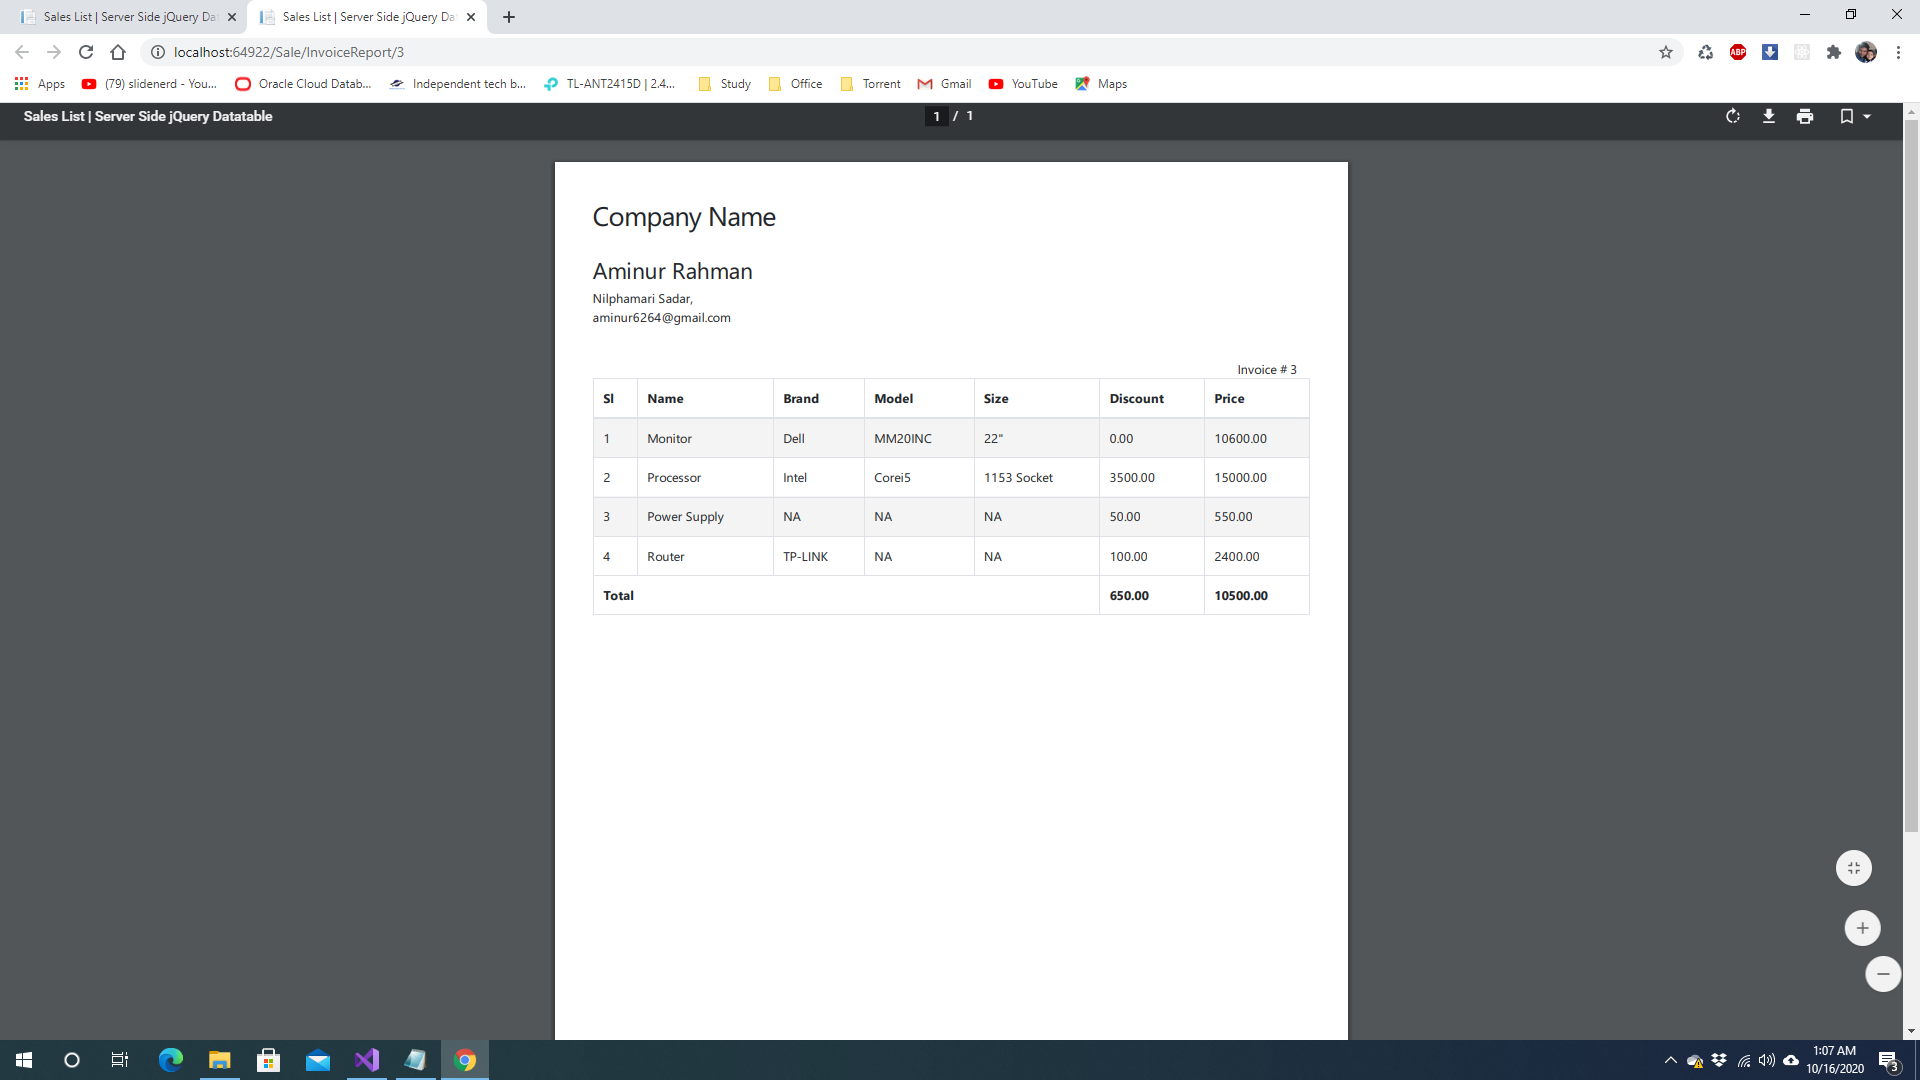 Sales List | Server Side jQuery Dat
Sales List | Server Side jQuery Dat
localhost:64922/Sale/InvoiceReport/3
ABP
Apps
(79) slidenerd - You...
Oracle Cloud Datab...
Independent tech b...
TL-ANT2415D | 2.4...
Study
Office
Torrent
Gmail
YouTube
Maps
Sales List | Server Side jQuery Datatable
1 / 1
Company Name
Aminur Rahman
Nilphamari Sadar,
aminur6264@gmail.com
Invoice # 3
Sl Name Brand Model Size Discount Price
1 Monitor Dell MM20INC 22" 0.00 10600.00
2 Processor Intel Corei5 1153 Socket 3500.00 15000.00
3 Power Supply NA NA NA 50.00 550.00
4 Router TP-LINK NA NA 100.00 2400.00
Total 650.00 10500.00
1:07 AM
10/16/2020
3